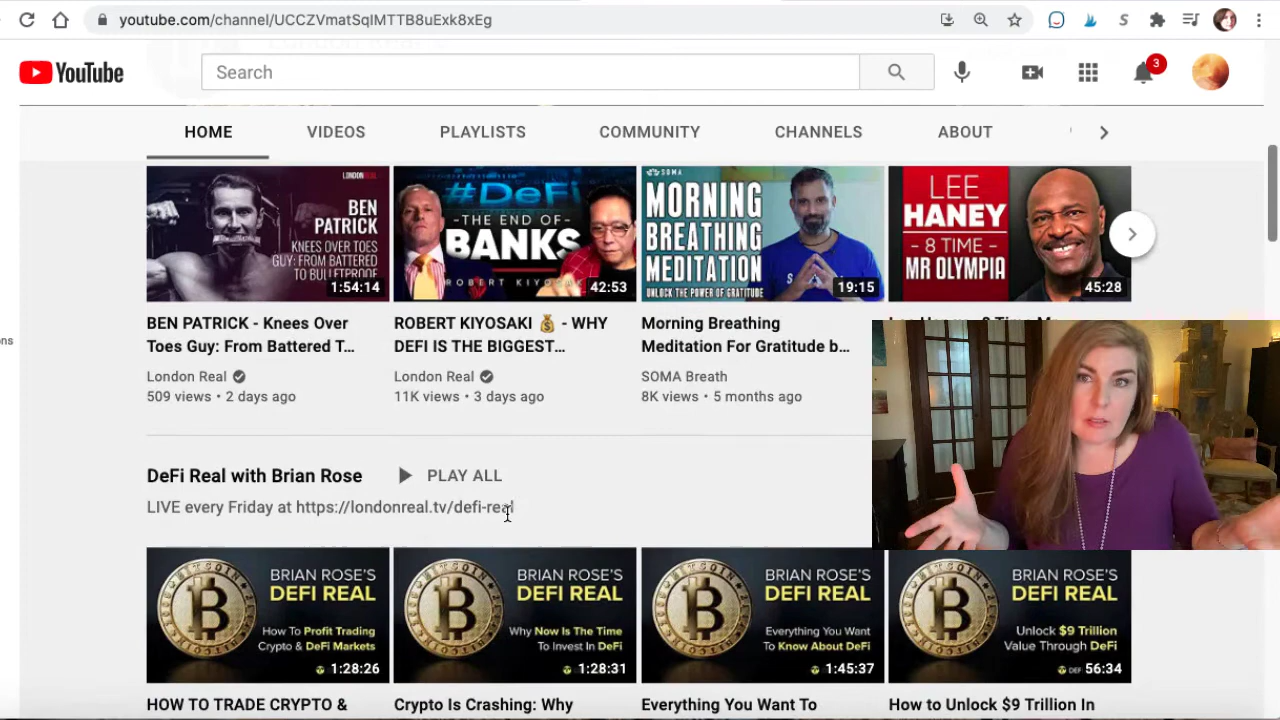 youtube.com/channel/UCCZVmatSqIMTTB8uExk8xEg
YouTube
Search
3
HOME VIDEOS PLAYLISTS COMMUNITY CHANNELS ABOUT
LONDONREAL
BEN
PATRICK
KNEES OVER TOES
GUY: FROM BATTERED
TO BULLETPROOF
1:54:14
#DeFi
-THE END OF-
BANKS
ROBERT KIYOSAKI
42:53
SOMA
MORNING
BREATHING
MEDITATION
UNLOCK THE POWER OF GRATITUDE
19:15
LEE
HANEY
- 8 TIME -
MR OLYMPIA
45:28
BEN PATRICK - Knees Over
Toes Guy: From Battered T...
London Real
509 views • 2 days ago
ROBERT KIYOSAKI 💰 - WHY
DEFI IS THE BIGGEST...
London Real
11K views • 3 days ago
Morning Breathing
Meditation For Gratitude b...
SOMA Breath
8K views • 5 months ago
ons
DeFi Real with Brian Rose PLAY ALL
LIVE every Friday at https://londonreal.tv/defi-real
BITCOIN
BRIAN ROSE'S
DEFI REAL
How To Profit Trading
Crypto & DeFi Markets
1:28:26
BITCOIN
BRIAN ROSE'S
DEFI REAL
Why Now Is The Time
To Invest In DeFi
1:28:31
BITCOIN
BRIAN ROSE'S
DEFI REAL
Everything You Want
To Know About DeFi
1:45:37
BITCOIN
BRIAN ROSE'S
DEFI REAL
Unlock $9 Trillion
Value Through DeFi
56:34
HOW TO TRADE CRYPTO &
Crypto Is Crashing: Why
Everything You Want To
How to Unlock $9 Trillion In